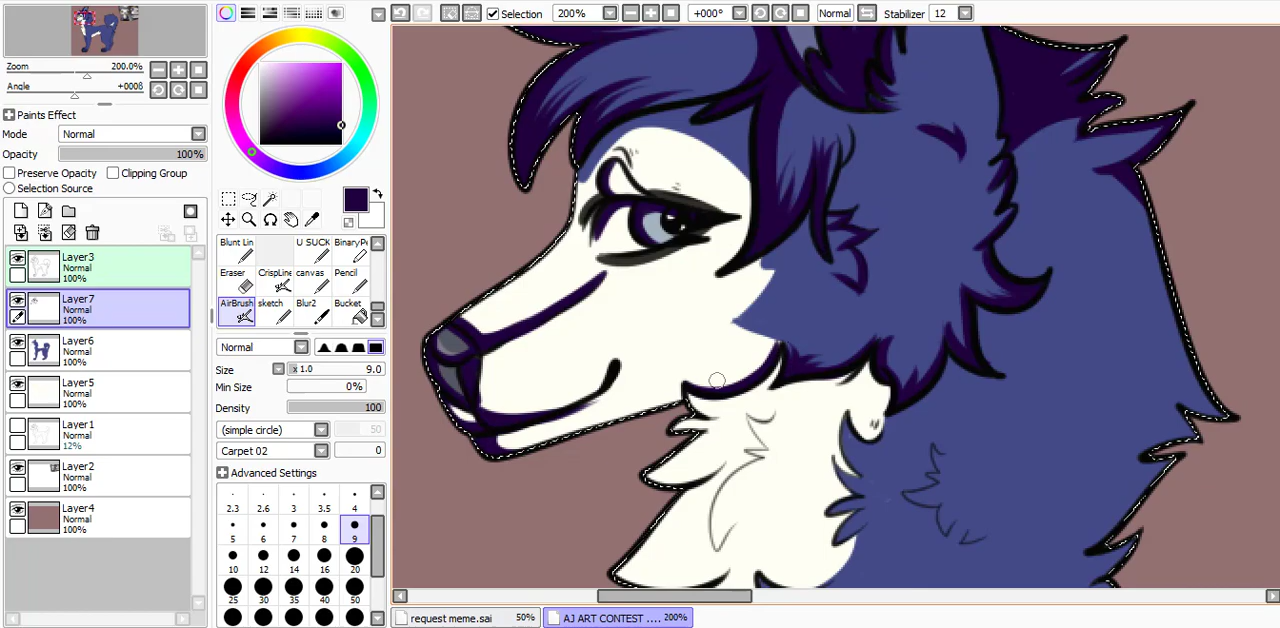 Selection 200% +000° Normal Stabilizer 12
Zoom 200.0%
Angle +0008
Paints Effect
Mode Normal
Opacity 100%
Preserve Opacity Clipping Group
Selection Source
Layer3
Normal
100%
Layer7
Normal
100%
Layer6
Normal
100%
Layer5
Normal
100%
Layer1
Normal
12%
Layer2
Normal
100%
Layer4
Normal
100%
Blunt Lin U SUCK BinaryP
Eraser CrispLine canvas Pencil
AirBrush sketch Blur2 Bucket
Normal
Size x 1.0 9.0
Min Size 0%
Density 100
(simple circle) 50
Carpet 02 0
Advanced Settings
2.3 2.6 3 3.5 4
5 6 7 8 9
10 12 14 16 20
25 30 35 40 50
request meme.sai 50% AJ ART CONTEST .... 200%